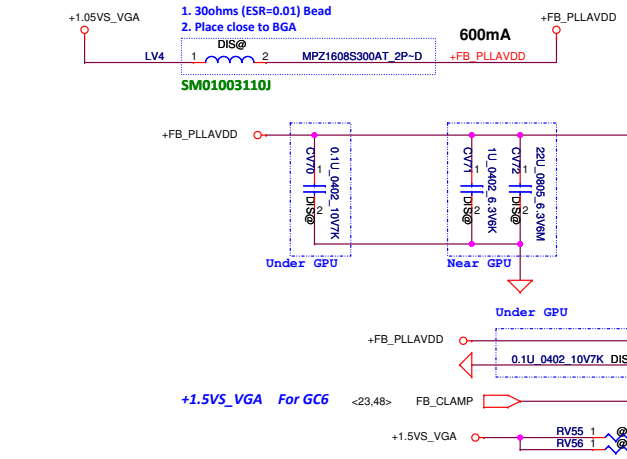 1. 30ohms (ESR=0.01) Bead
2. Place close to BGA
+1.05VS_VGA
+FB_PLLAVDD
600mA
DIS@
LV4 1 2 MPZ1608S300AT_2P~D +FB_PLLAVDD
SM01003110J
+FB_PLLAVDD
CV70 1 2 DIS@ 0.1U_0402_10V7K
CV71 1 2 DIS@ 1U_0402_6.3V6K
CV72 1 2 DIS@ 22U_0805_6.3V6M
Under GPU
Near GPU
Under GPU
+FB_PLLAVDD
0.1U_0402_10V7K DIS
+1.5VS_VGA For GC6 <23,48> FB_CLAMP
+1.5VS_VGA
RV55 1 @
RV56 1 @